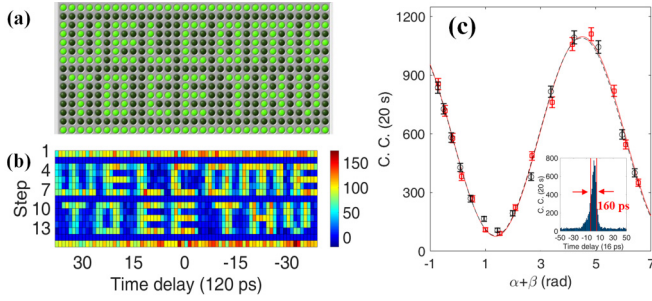 (a)
(b)
Step
1
4
7
10
13
WELCOME
TO EE THU
150
100
50
0
30 15 0 -15 -30
Time delay (120 ps)
(c)
C. C. (20 s)
1200
900
600
300
0
-1 1 3 5 7
α+β (rad)
C. C. (20 s)
160 ps
-50 -30 -10 10 30 50
Time delay (16 ps)